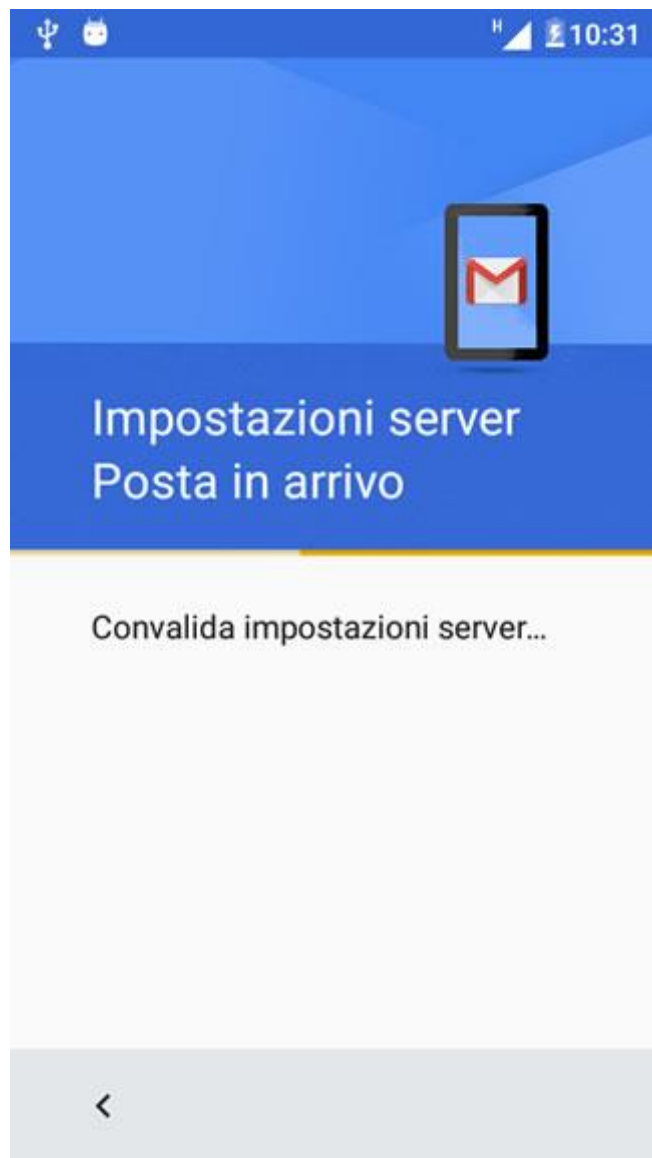 H 10:31
Impostazioni server
Posta in arrivo
Convalida impostazioni server...